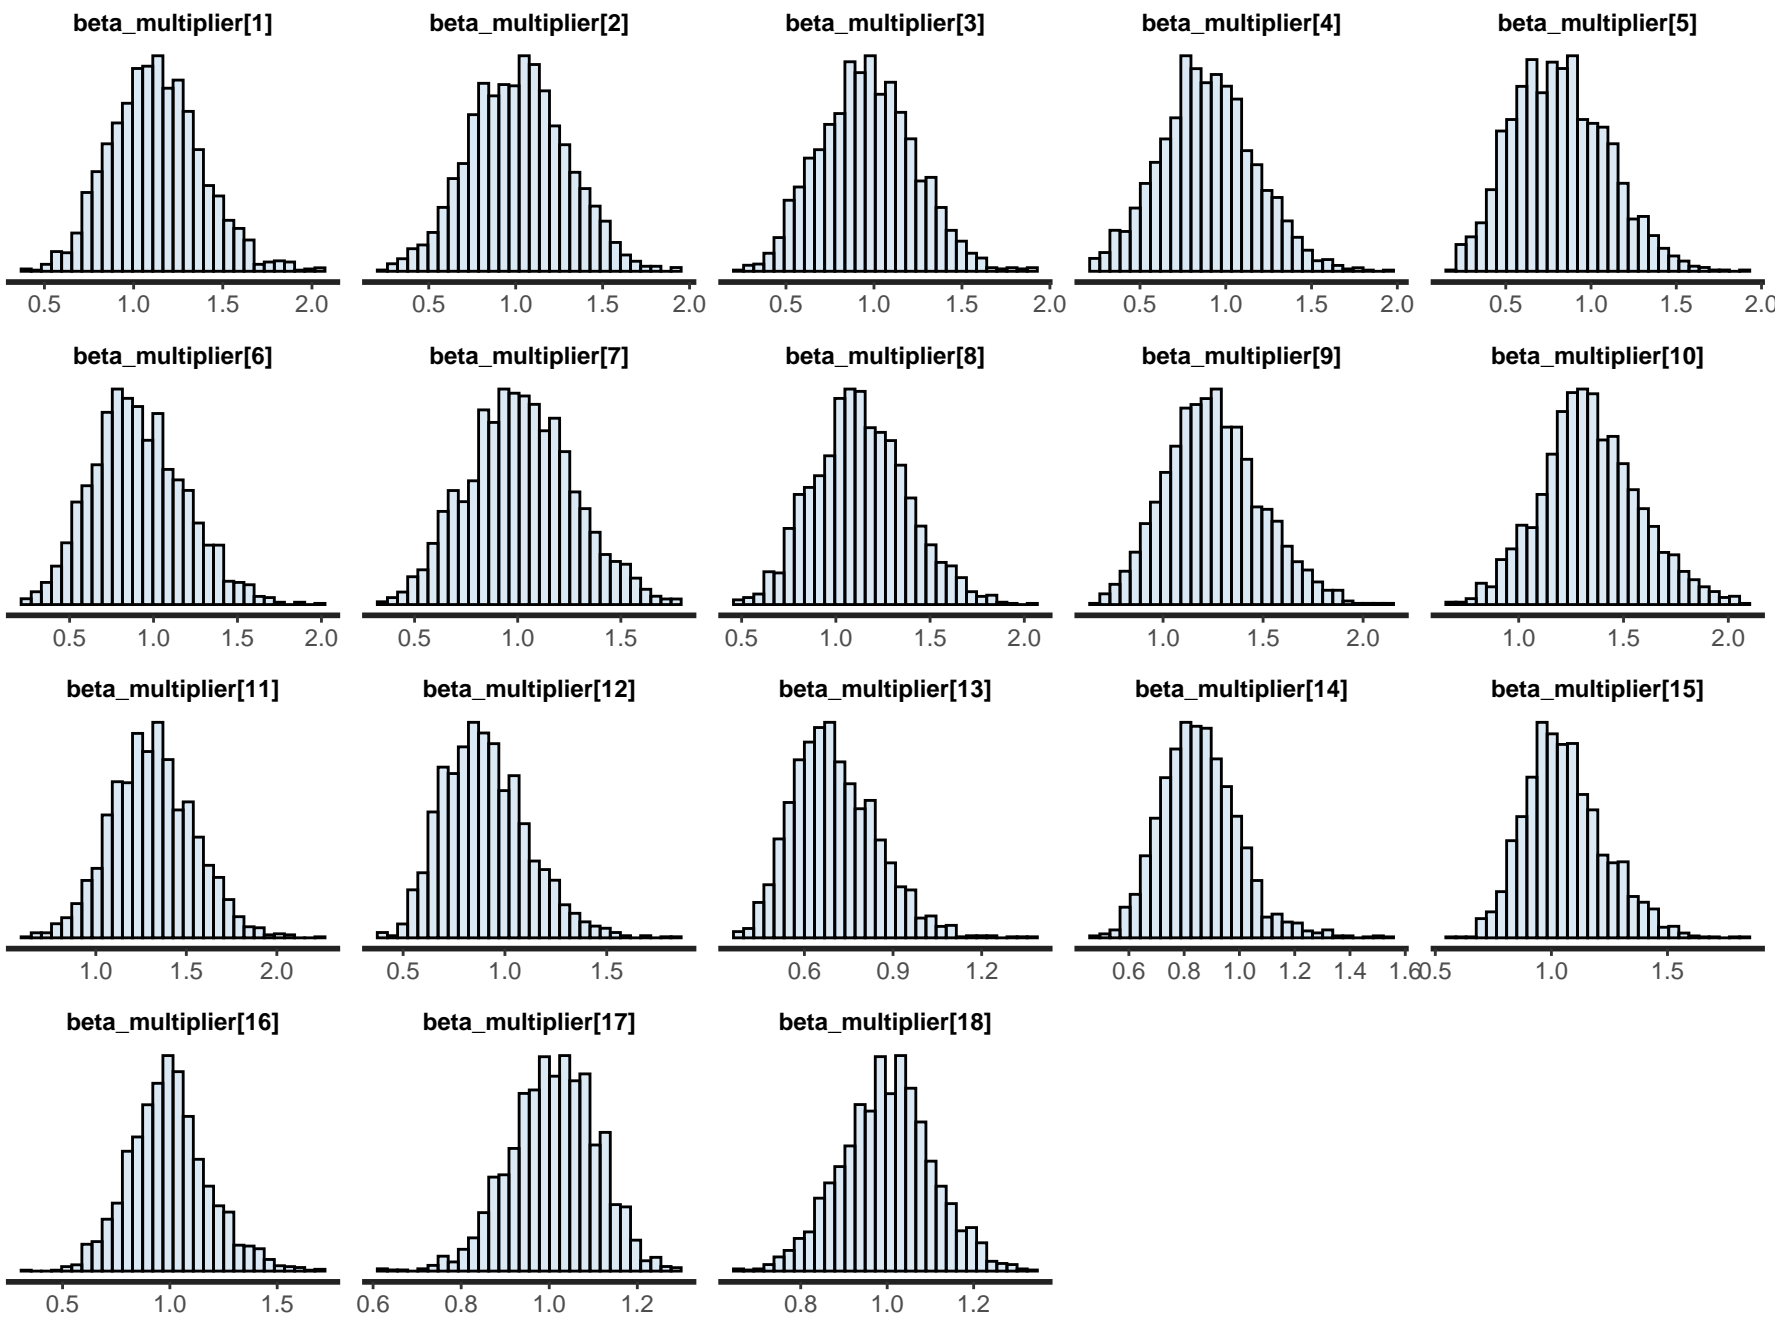 beta_multiplier[1] beta_multiplier[2] beta_multiplier[3] beta_multiplier[4] beta_multiplier[5]
0.5 1.0 1.5 2.0 0.5 1.0 1.5 2.0 0.5 1.0 1.5 2.0 0.5 1.0 1.5 2.0 0.5 1.0 1.5 2.0
beta_multiplier[6] beta_multiplier[7] beta_multiplier[8] beta_multiplier[9] beta_multiplier[10]
0.5 1.0 1.5 2.0 0.5 1.0 1.5 0.5 1.0 1.5 2.0 1.0 1.5 2.0 1.0 1.5 2.0
beta_multiplier[11] beta_multiplier[12] beta_multiplier[13] beta_multiplier[14] beta_multiplier[15]
1.0 1.5 2.0 0.5 1.0 1.5 0.6 0.9 1.2 0.6 0.8 1.0 1.2 1.4 1.6 0.5 1.0 1.5
beta_multiplier[16] beta_multiplier[17] beta_multiplier[18]
0.5 1.0 1.5 0.6 0.8 1.0 1.2 0.8 1.0 1.2